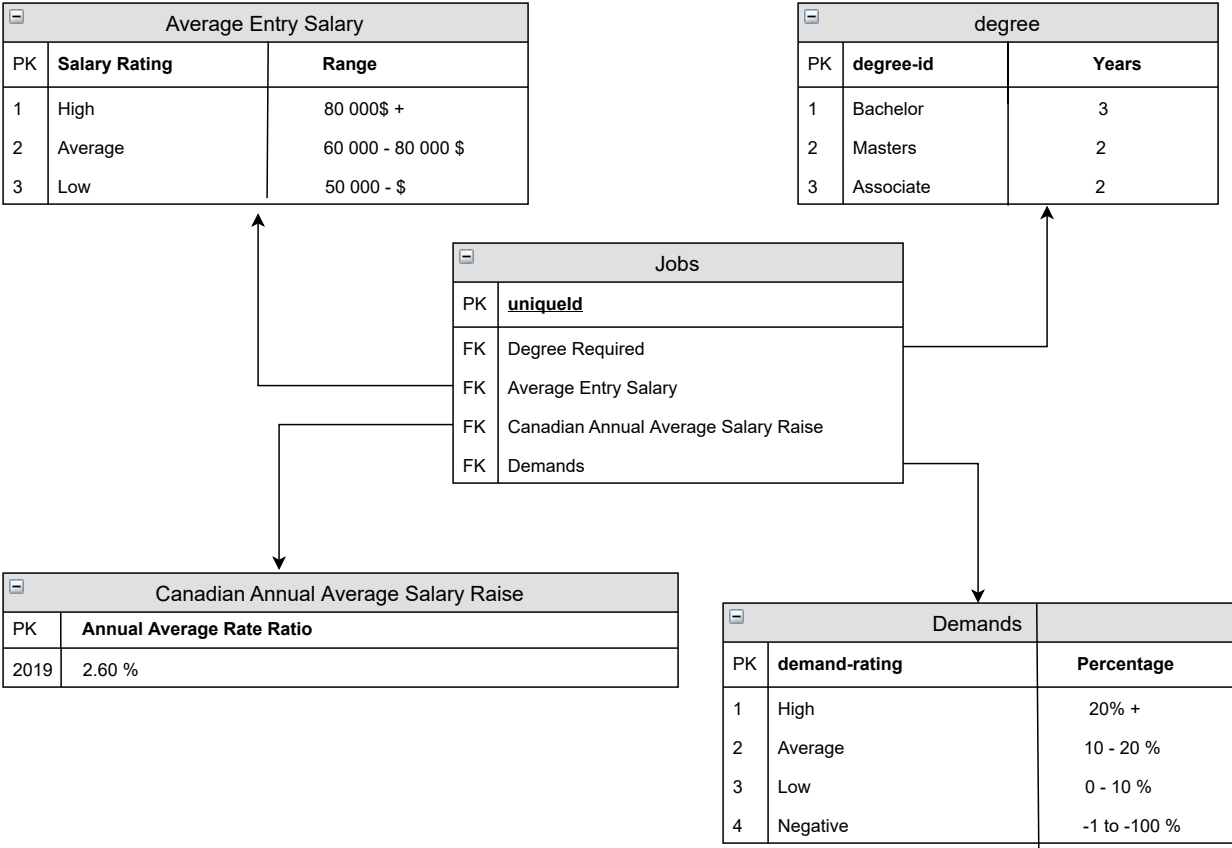 Average Entry Salary
PK Salary Rating Range
1 High 80 000$ +
2 Average 60 000 - 80 000 $
3 Low 50 000 - $
degree
PK degree-id Years
1 Bachelor 3
2 Masters 2
3 Associate 2
Jobs
PK uniqueId
FK Degree Required
FK Average Entry Salary
FK Canadian Annual Average Salary Raise
FK Demands
Canadian Annual Average Salary Raise
PK Annual Average Rate Ratio
2019 2.60 %
Demands
PK demand-rating Percentage
1 High 20% +
2 Average 10 - 20 %
3 Low 0 - 10 %
4 Negative -1 to -100 %